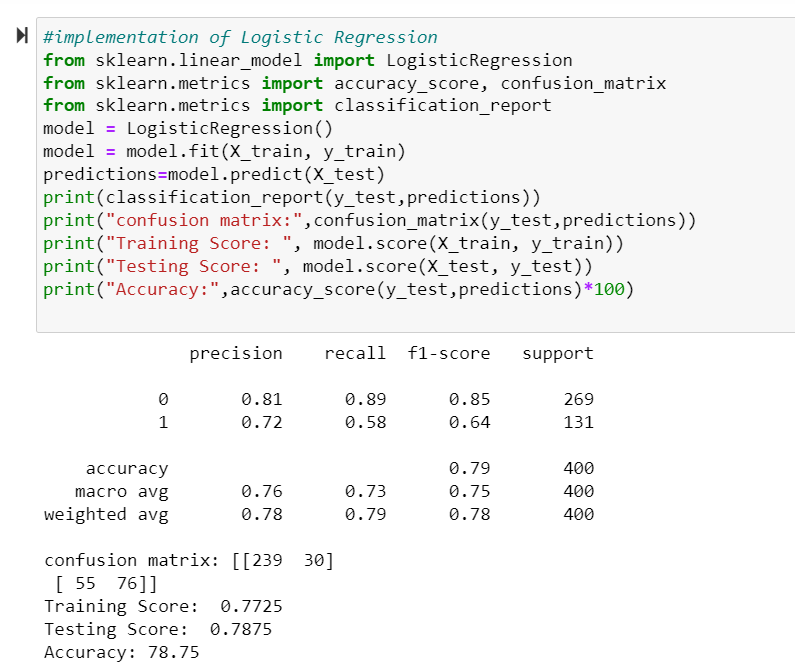 #implementation of Logistic Regression
from sklearn.linear_model import LogisticRegression
from sklearn.metrics import accuracy_score, confusion_matrix
from sklearn.metrics import classification_report
model = LogisticRegression()
model = model.fit(X_train, y_train)
predictions=model.predict(X_test)
print(classification_report(y_test,predictions))
print("confusion matrix:",confusion_matrix(y_test,predictions))
print("Training Score: ", model.score(X_train, y_train))
print("Testing Score: ", model.score(X_test, y_test))
print("Accuracy:",accuracy_score(y_test,predictions)*100)
precision recall f1-score support
0 0.81 0.89 0.85 269
1 0.72 0.58 0.64 131
accuracy 0.79 400
macro avg 0.76 0.73 0.75 400
weighted avg 0.78 0.79 0.78 400
confusion matrix: [[239 30]
[ 55 76]]
Training Score: 0.7725
Testing Score: 0.7875
Accuracy: 78.75